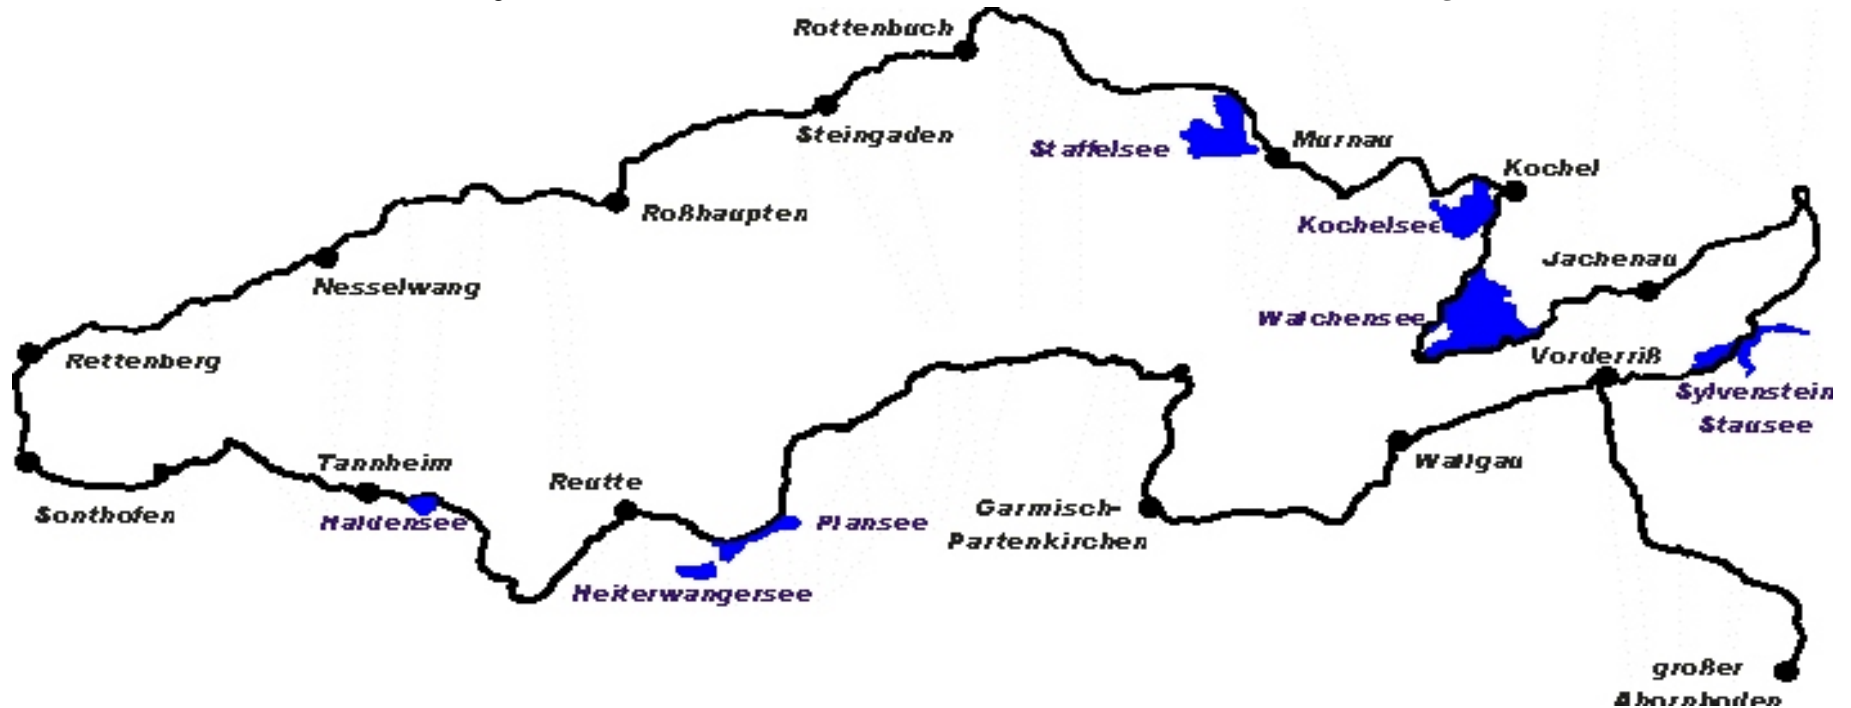 Rottenbuch
Steingaden
Staffelsee
Murnau
Kochel
Roßhaupten
Kochelsee
Jachenau
Nesselwang
Walchensee
Rettenberg
Vorderriß
Sylvenstein
Stausee
Tannheim
Wallgau
Reutte
Sonthofen
Haldensee
Plansee
Garmisch-
Partenkirchen
Heiterwangersee
großer
Ahornboden